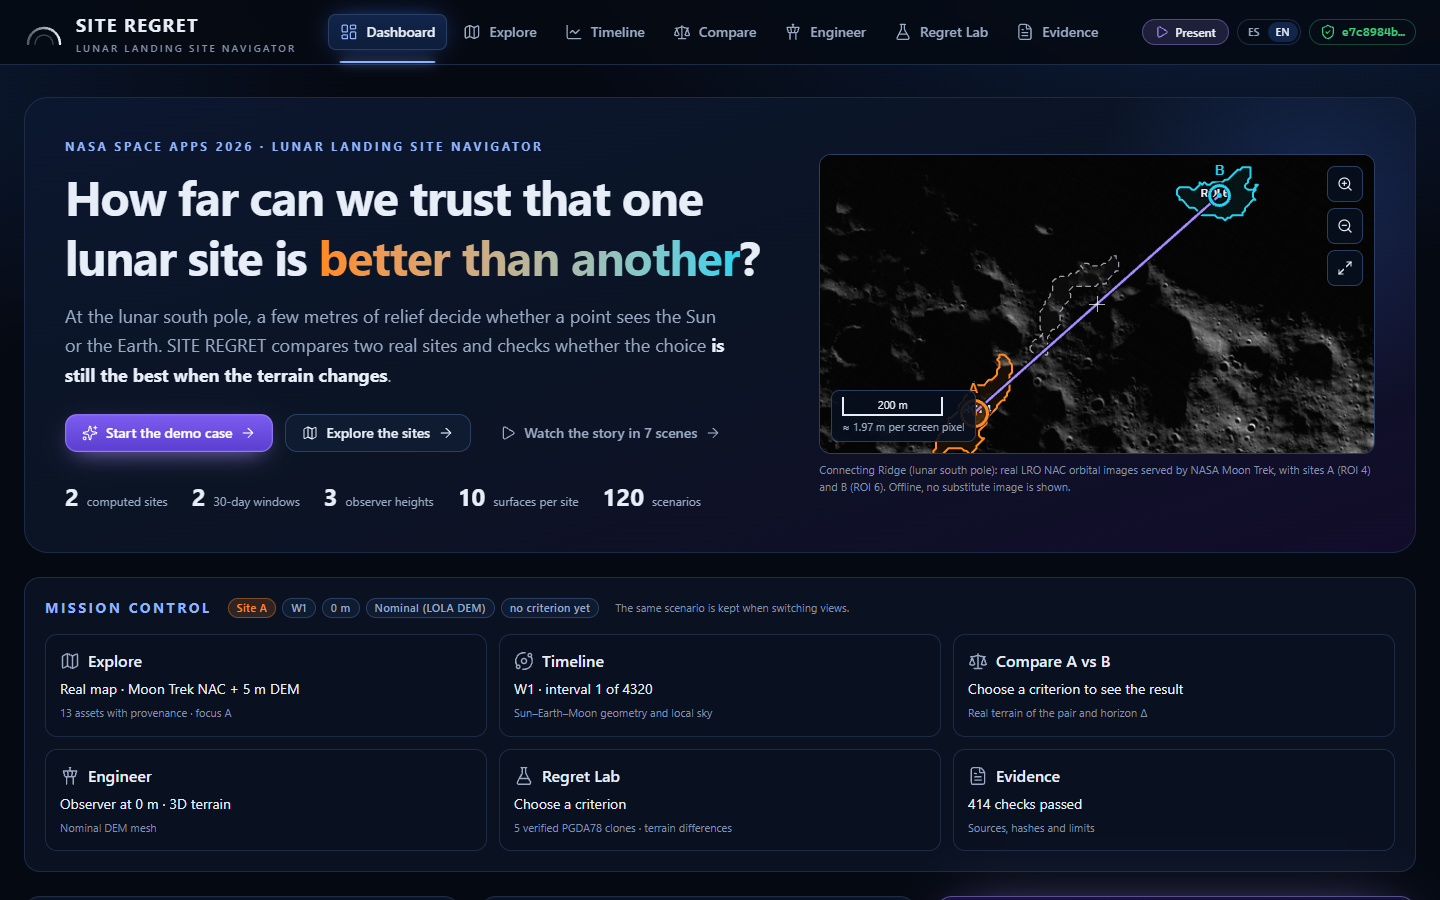 SITE REGRET
LUNAR LANDING SITE NAVIGATOR
Dashboard
Explore
Timeline
Compare
Engineer
Regret Lab
Evidence
Present
ES EN
e7c8984b…
NASA SPACE APPS 2026 · LUNAR LANDING SITE NAVIGATOR
How far can we trust that one
lunar site is better than another?
At the lunar south pole, a few metres of relief decide whether a point sees the Sun
or the Earth. SITE REGRET compares two real sites and checks whether the choice is
still the best when the terrain changes.
Start the demo case →
Explore the sites →
Watch the story in 7 scenes →
2 computed sites
2 30-day windows
3 observer heights
10 surfaces per site
120 scenarios
B
A
200 m
≈ 1.97 m per screen pixel
Connecting Ridge (lunar south pole): real LRO NAC orbital images served by NASA Moon Trek, with sites A (ROI 4)
and B (ROI 6). Offline, no substitute image is shown.
MISSION CONTROL
Site A
W1
0 m
Nominal (LOLA DEM)
no criterion yet
The same scenario is kept when switching views.
Explore
Real map · Moon Trek NAC + 5 m DEM
13 assets with provenance · focus A
Timeline
W1 · interval 1 of 4320
Sun–Earth–Moon geometry and local sky
Compare A vs B
Choose a criterion to see the result
Real terrain of the pair and horizon Δ
Engineer
Observer at 0 m · 3D terrain
Nominal DEM mesh
Regret Lab
Choose a criterion
5 verified PGDA78 clones · terrain differences
Evidence
414 checks passed
Sources, hashes and limits